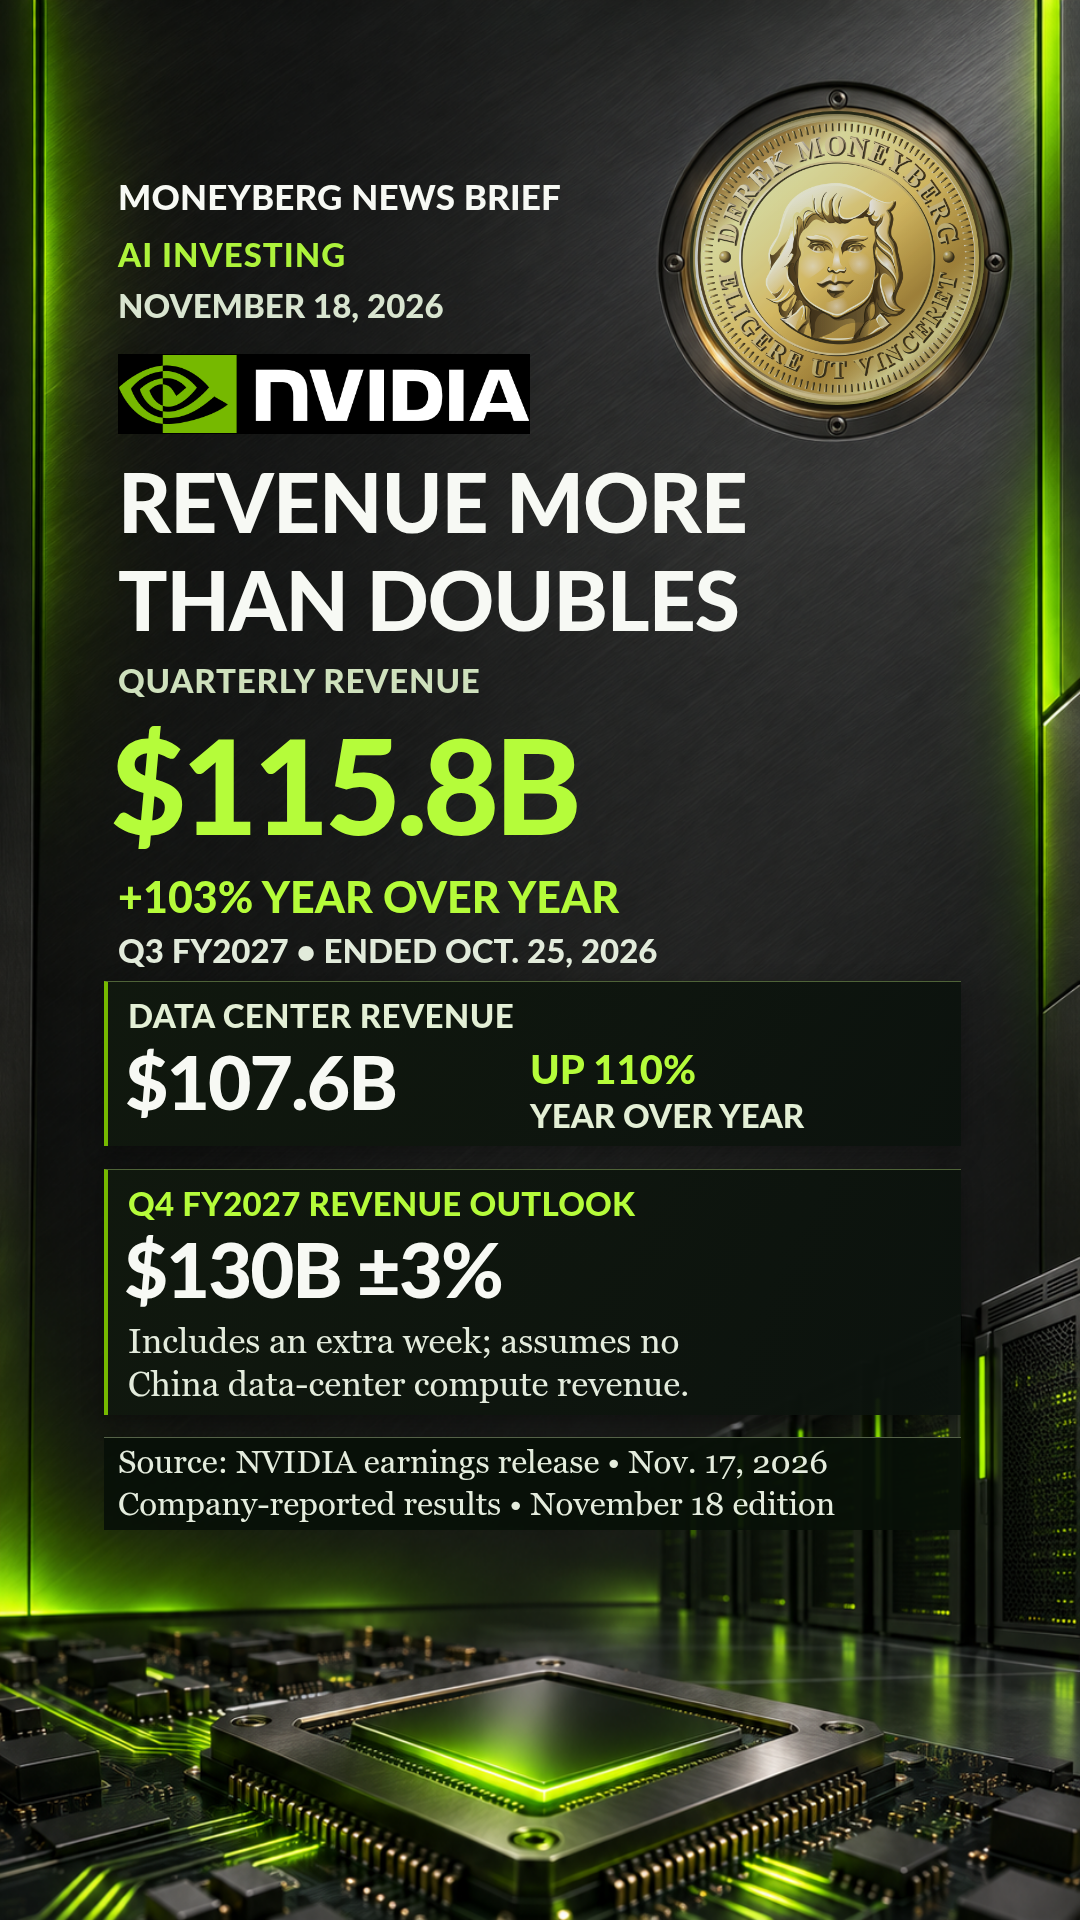 MONEYBERG NEWS BRIEF
AI INVESTING
NOVEMBER 18, 2026
DEREK MONEYBERG
ELIGERE UT VINCERET
NVIDIA
REVENUE MORE
THAN DOUBLES
QUARTERLY REVENUE
$115.8B
+103% YEAR OVER YEAR
Q3 FY2027 • ENDED OCT. 25, 2026
DATA CENTER REVENUE
$107.6B
UP 110%
YEAR OVER YEAR
Q4 FY2027 REVENUE OUTLOOK
$130B ±3%
Includes an extra week; assumes no
China data-center compute revenue.
Source: NVIDIA earnings release • Nov. 17, 2026
Company-reported results • November 18 edition